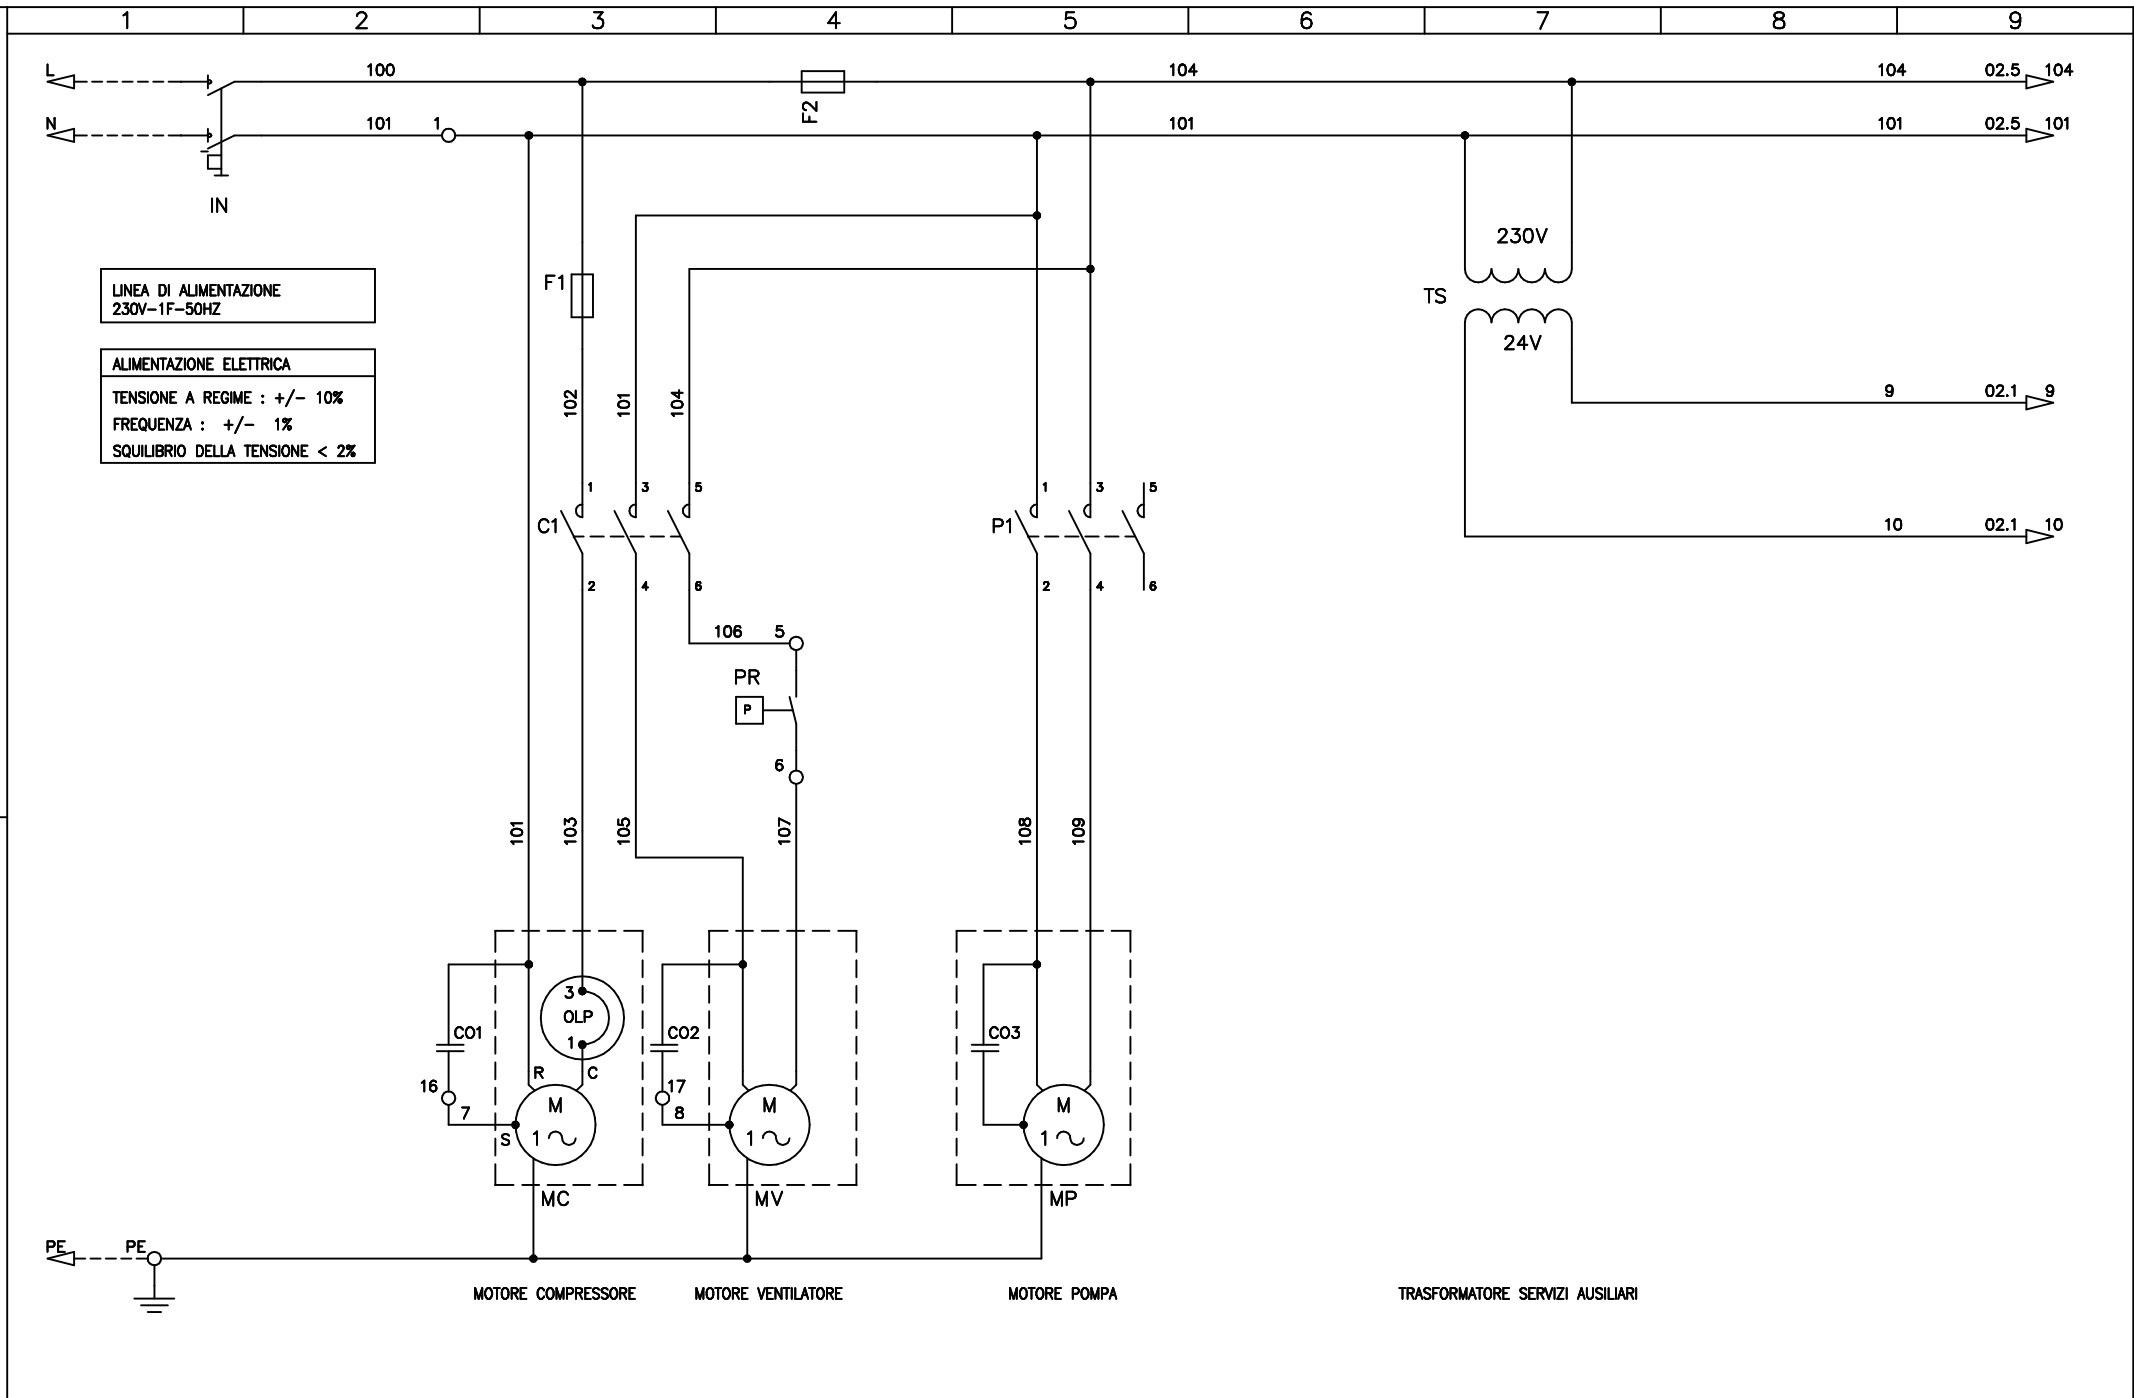 1 2 3 4 5 6 7 8 9
L 100 104 104 02.5 104
F2
N 101 1 101 101 02.5 101
IN
230V
LINEA DI ALIMENTAZIONE
230V-1F-50HZ
F1
TS
24V
ALIMENTAZIONE ELETTRICA
TENSIONE A REGIME : +/- 10%
FREQUENZA : +/- 1%
SQUILIBRIO DELLA TENSIONE < 2%
102 101 104
9 02.1 9
1 3 5 1 3 5
C1 P1
10 02.1 10
2 4 6 2 4 6
106 5
PR
P
6
101 103 105 107 108 109
3
OLP
1
CO1 CO2 CO3
R C
16 17
7 8
M M M
S 1 1 1
MC MV MP
PE PE
MOTORE COMPRESSORE MOTORE VENTILATORE MOTORE POMPA TRASFORMATORE SERVIZI AUSILIARI